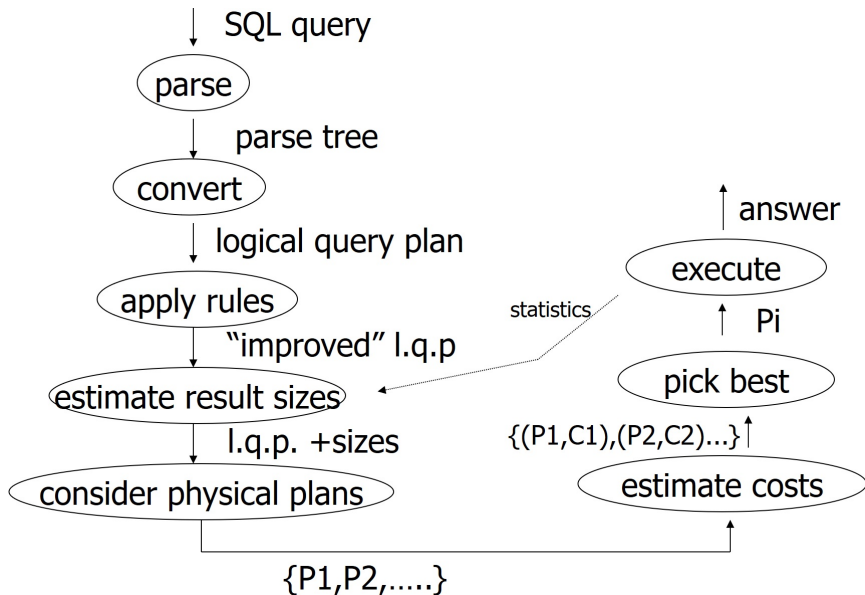 SQL query
parse
parse tree
convert
logical query plan
apply rules
“improved” l.q.p
estimate result sizes
l.q.p. +sizes
consider physical plans
{P1,P2,…..}
estimate costs
{(P1,C1),(P2,C2)...}
pick best
Pi
execute
answer
statistics